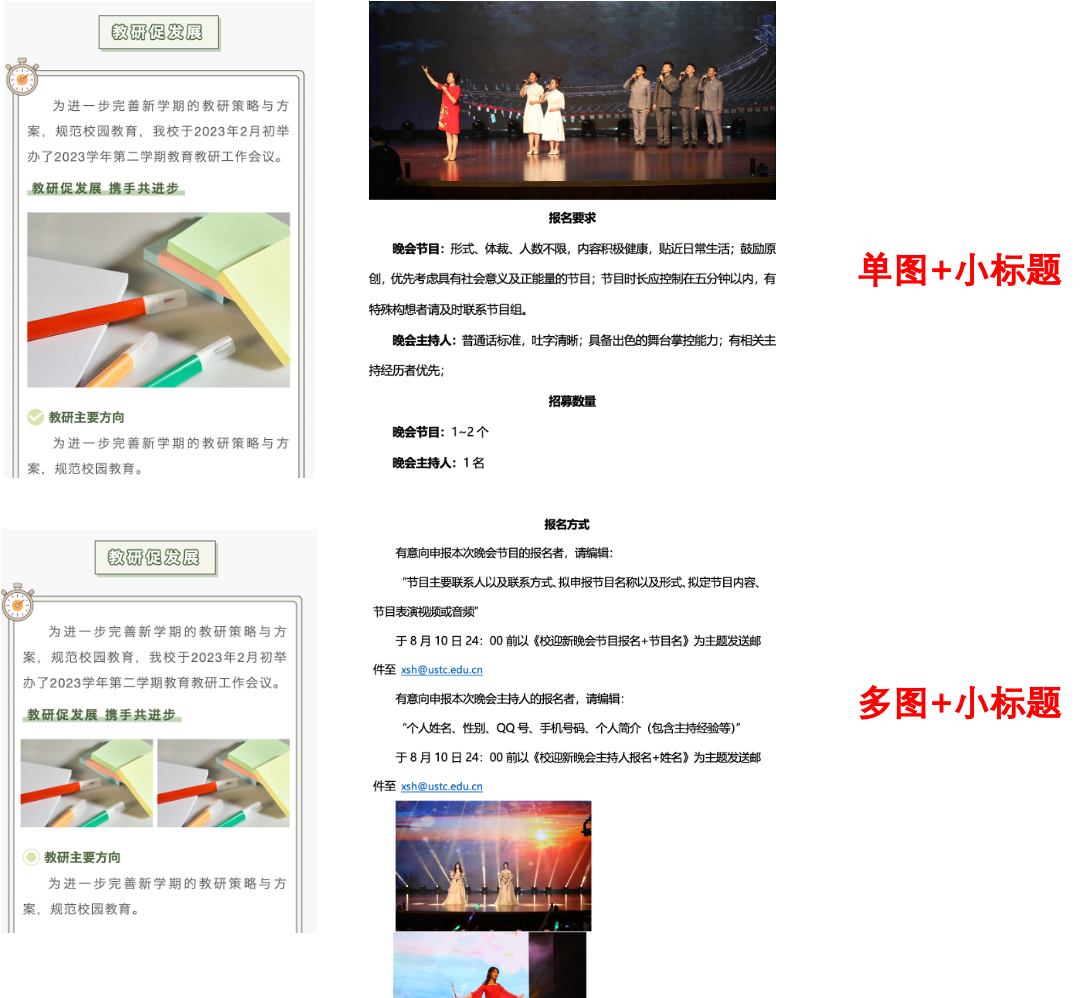 教研促发展
为进一步完善新学期的教研策略与方
案，规范校园教育，我校于2023年2月初举
办了2023学年第二学期教育教研工作会议。
教研促发展 携手共进步
教研主要方向
为进一步完善新学期的教研策略与方
案，规范校园教育。
报名要求
晚会节目：形式、体裁、人数不限，内容积极健康，贴近日常生活；鼓励原
创，优先考虑具有社会意义及正能量的节目；节目时长应控制在五分钟以内，有
特殊构想者请及时联系节目组。
晚会主持人：普通话标准，吐字清晰；具备出色的舞台掌控能力；有相关主
持经历者优先；
招募数量
晚会节目：1~2 个
晚会主持人：1 名
单图+小标题
教研促发展
为进一步完善新学期的教研策略与方
案，规范校园教育，我校于2023年2月初举
办了2023学年第二学期教育教研工作会议。
教研促发展 携手共进步
教研主要方向
为进一步完善新学期的教研策略与方
案，规范校园教育。
报名方式
有意向申报本次晚会节目的报名者，请编辑：
“节目主要联系人以及联系方式、拟申报节目名称以及形式、拟定节目内容、
节目表演视频或音频”
于 8 月 10 日 24：00 前以《校迎新晚会节目报名+节目名》为主题发送邮
件至 xsh@ustc.edu.cn
有意向申报本次晚会主持人的报名者，请编辑：
“个人姓名、性别、QQ 号、手机号码、个人简介（包含主持经验等）”
于 8 月 10 日 24：00 前以《校迎新晚会主持人报名+姓名》为主题发送邮
件至 xsh@ustc.edu.cn
多图+小标题